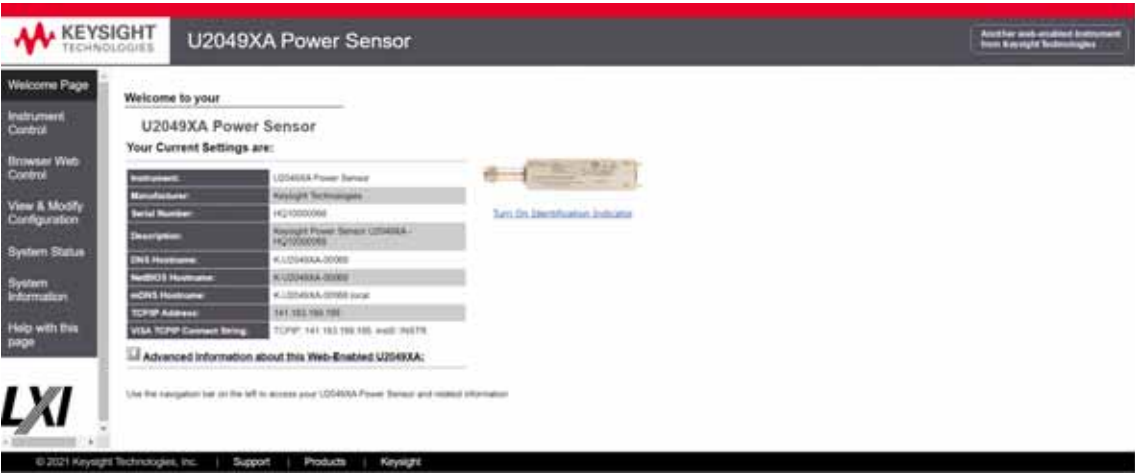 KEYSIGHT
TECHNOLOGIES
U2049XA Power Sensor
Another web-enabled Instrument
from Keysight Technologies
Welcome Page
Instrument
Control
Browser Web
Control
View & Modify
Configuration
System Status
System
Information
Help with this
page
LXI
Welcome to your
U2049XA Power Sensor
Your Current Settings are:
Instrument: U2049XA Power Sensor
Manufacturer: Keysight Technologies
Serial Number:
Description: Keysight Power Sensor U2049XA -
DNS Hostname:
NetBIOS Hostname:
mDNS Hostname:
TCPIP Address:
VISA TCPIP Connect String:
Turn On Identification Indicator
Advanced information about this Web-Enabled U2049XA:
Use the navigation bar on the left to access your U2049XA Power Sensor and related information
© 2021 Keysight Technologies, Inc. | Support | Products | Keysight